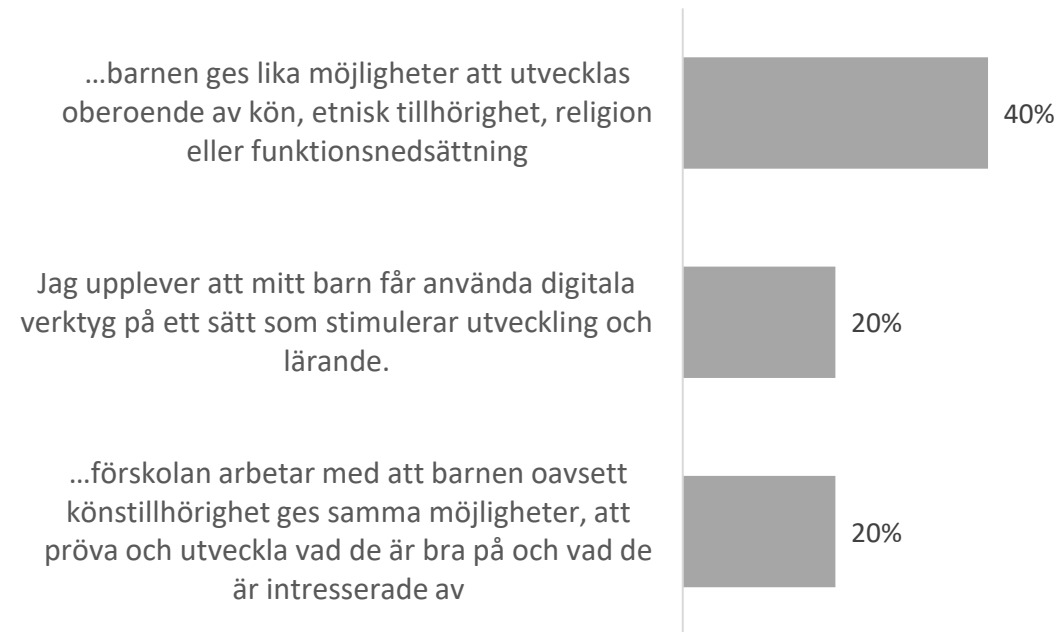 …barnen ges lika möjligheter att utvecklas
oberoende av kön, etnisk tillhörighet, religion
eller funktionsnedsättning
40%
Jag upplever att mitt barn får använda digitala
verktyg på ett sätt som stimulerar utveckling och
lärande.
20%
…förskolan arbetar med att barnen oavsett
könstillhörighet ges samma möjligheter, att
pröva och utveckla vad de är bra på och vad de
är intresserade av
20%